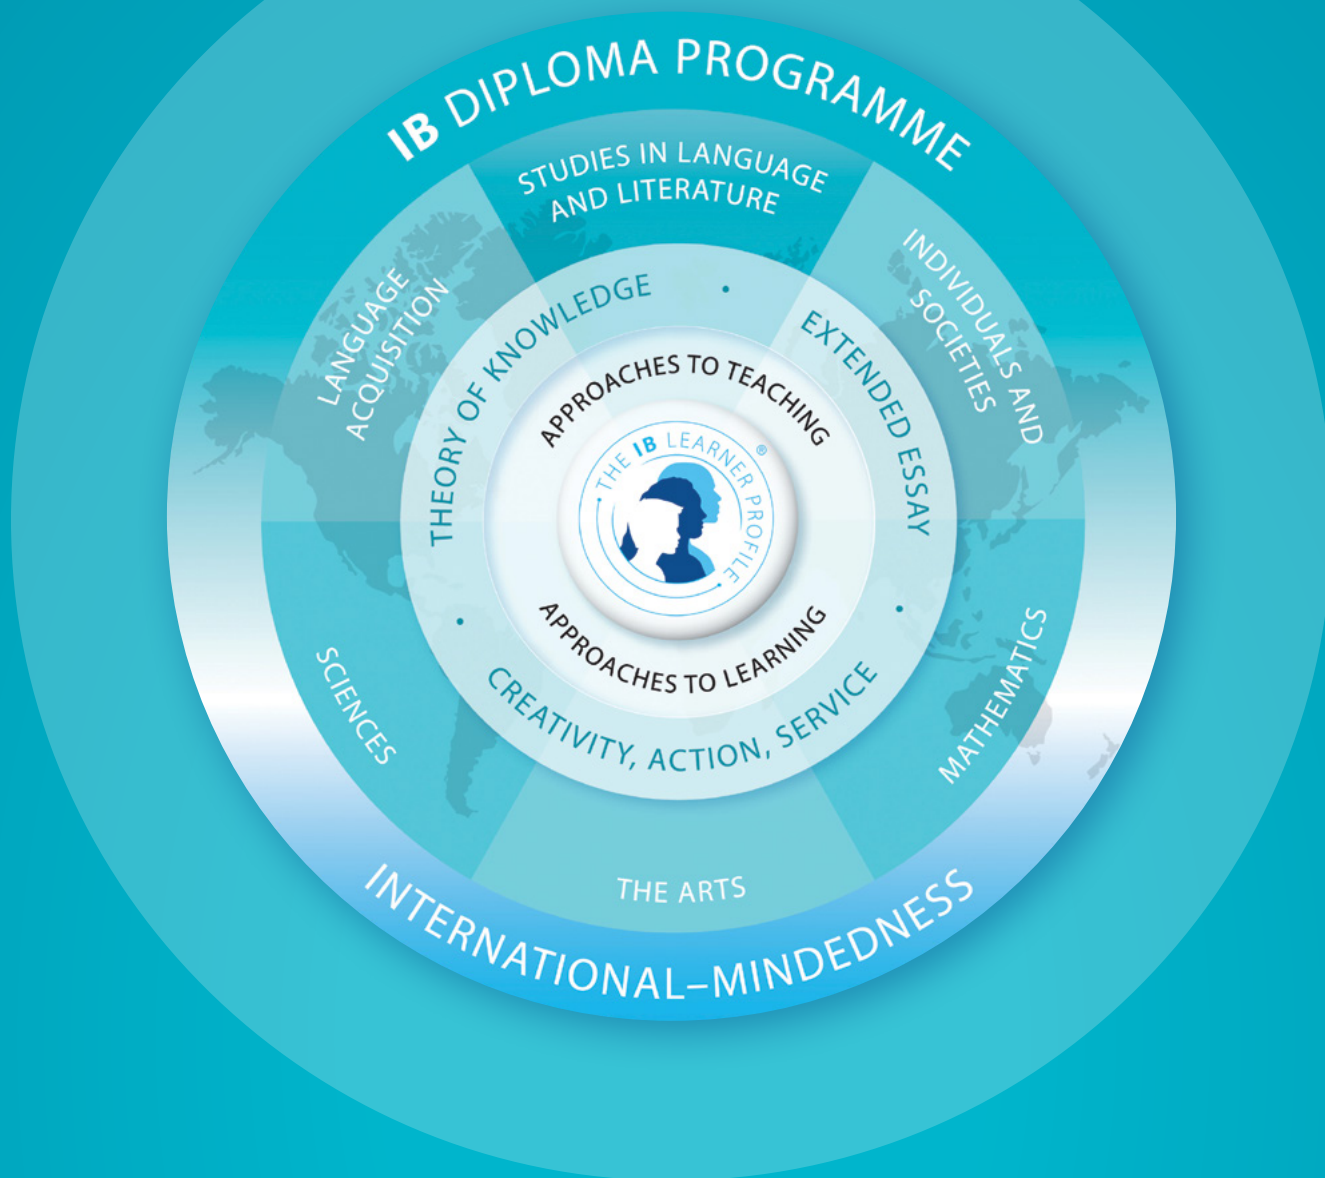 IB DIPLOMA PROGRAMME
STUDIES IN LANGUAGE
AND LITERATURE
LANGUAGE
ACQUISITION
INDIVIDUALS AND
SOCIETIES
THEORY OF KNOWLEDGE
•
EXTENDED ESSAY
APPROACHES TO TEACHING
• THE IB LEARNER PROFILE •
®
APPROACHES TO LEARNING
•
CREATIVITY, ACTION, SERVICE
•
SCIENCES
MATHEMATICS
THE ARTS
INTERNATIONAL–MINDEDNESS